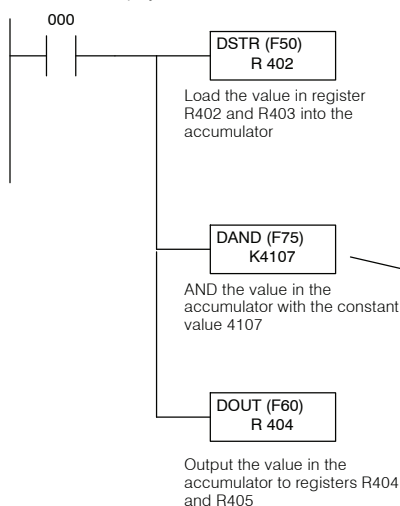 000
DSTR (F50)
R 402
Load the value in register
R402 and R403 into the
accumulator
DAND (F75)
K4107
AND the value in the
accumulator with the constant
value 4107
DOUT (F60)
R 404
Output the value in the
accumulator to registers R404
and R405